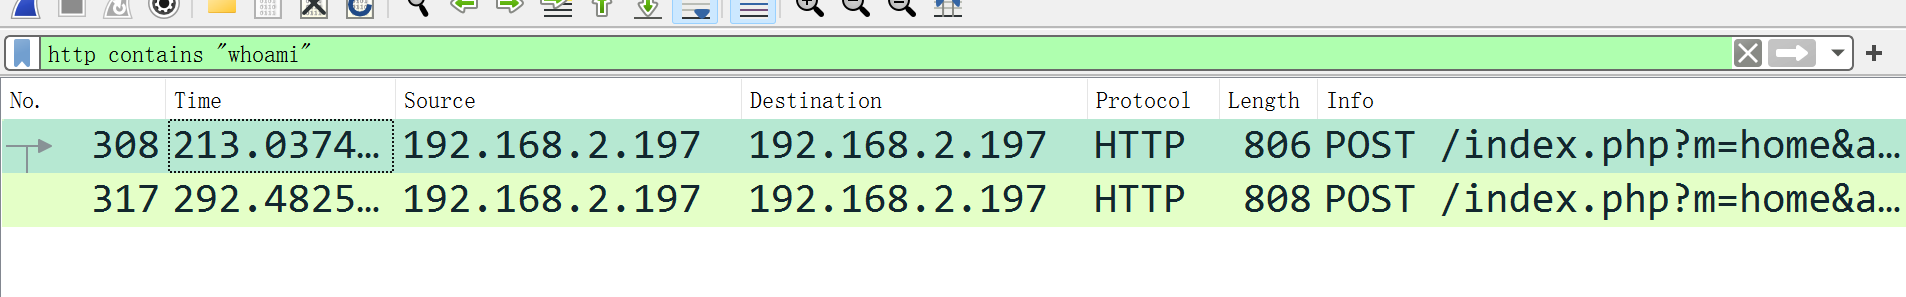 http contains "whoami"
No. Time Source Destination Protocol Length Info
308 213.0374… 192.168.2.197 192.168.2.197 HTTP 806 POST /index.php?m=home&a…
317 292.4825… 192.168.2.197 192.168.2.197 HTTP 808 POST /index.php?m=home&a…